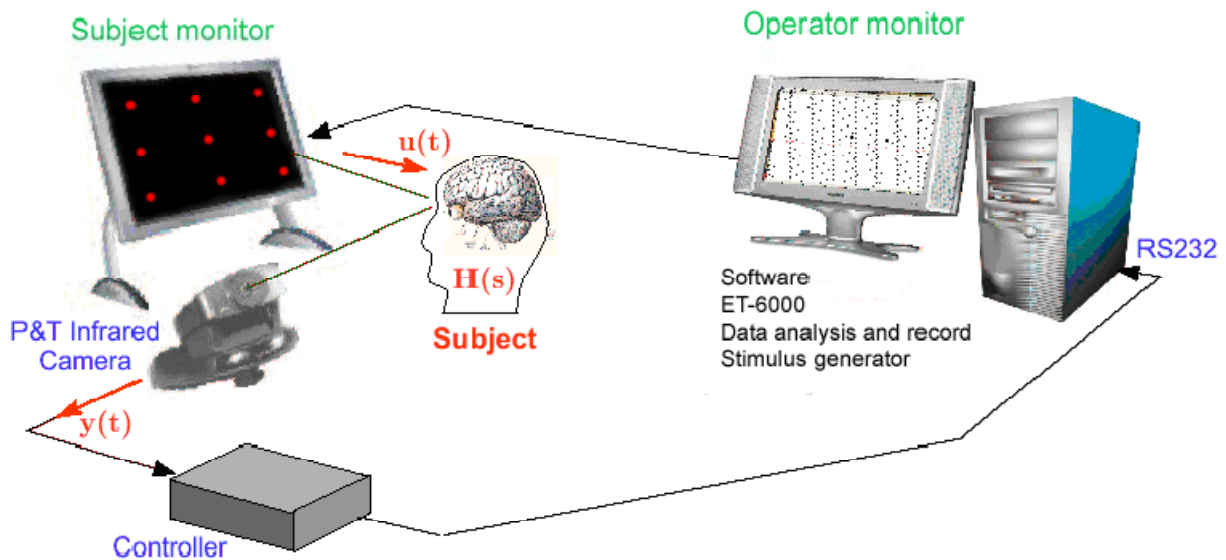 Subject monitor
Operator monitor
u(t)
H(s)
Subject
RS232
Software
ET-6000
Data analysis and record
Stimulus generator
P&T Infrared
Camera
y(t)
Controller